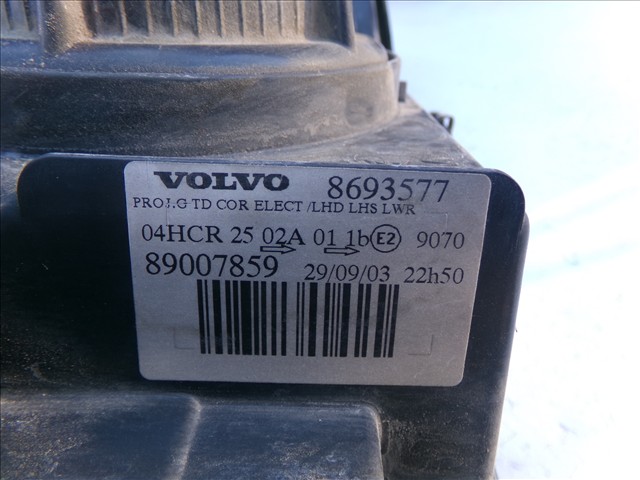 VOLVO 8693577
PROJ.G TD COR ELECT /LHD LHS LWR
04HCR 25 02A 01 1b E2 9070
89007859 29/09/03 22h50